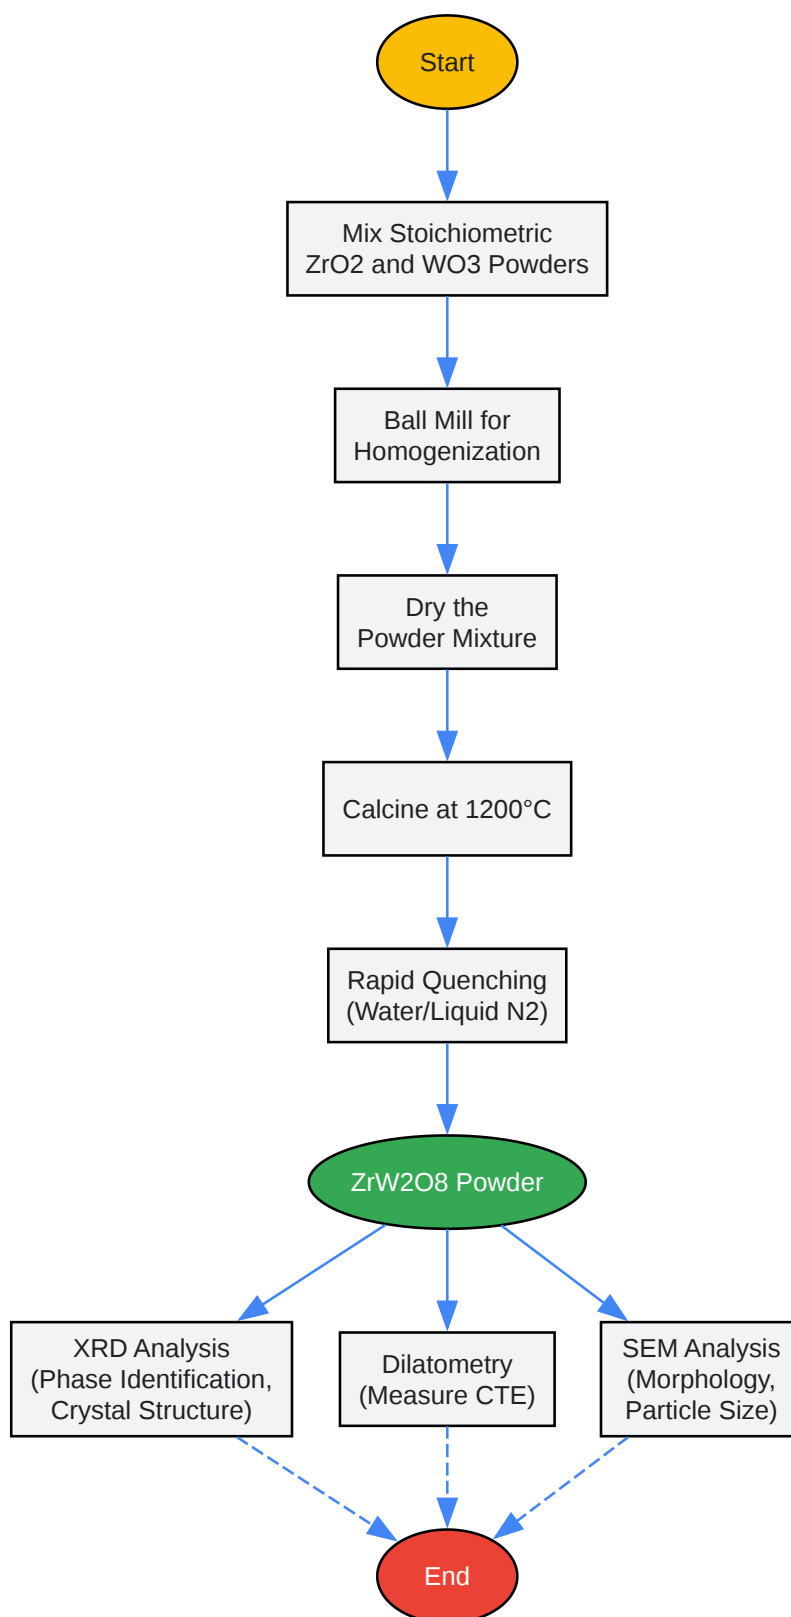 Start
Mix Stoichiometric
ZrO2 and WO3 Powders
Ball Mill for
Homogenization
Dry the
Powder Mixture
Calcine at 1200°C
Rapid Quenching
(Water/Liquid N2)
ZrW2O8 Powder
XRD Analysis
(Phase Identification,
Crystal Structure)
Dilatometry
(Measure CTE)
SEM Analysis
(Morphology,
Particle Size)
End